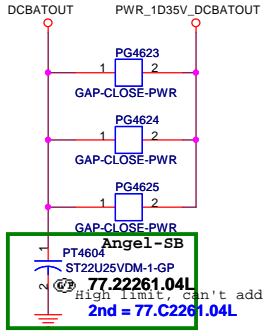 DCBATOUT PWR_1D35V_DCBATOUT
PG4623
1 2
GAP-CLOSE-PWR
PG4624
1 2
GAP-CLOSE-PWR
PG4625
1 2
GAP-CLOSE-PWR
Angel-SB
1
PT4604
ST22U25VDM-1-GP
2
77.22261.04L
High limit, can't add
2nd = 77.C2261.04L